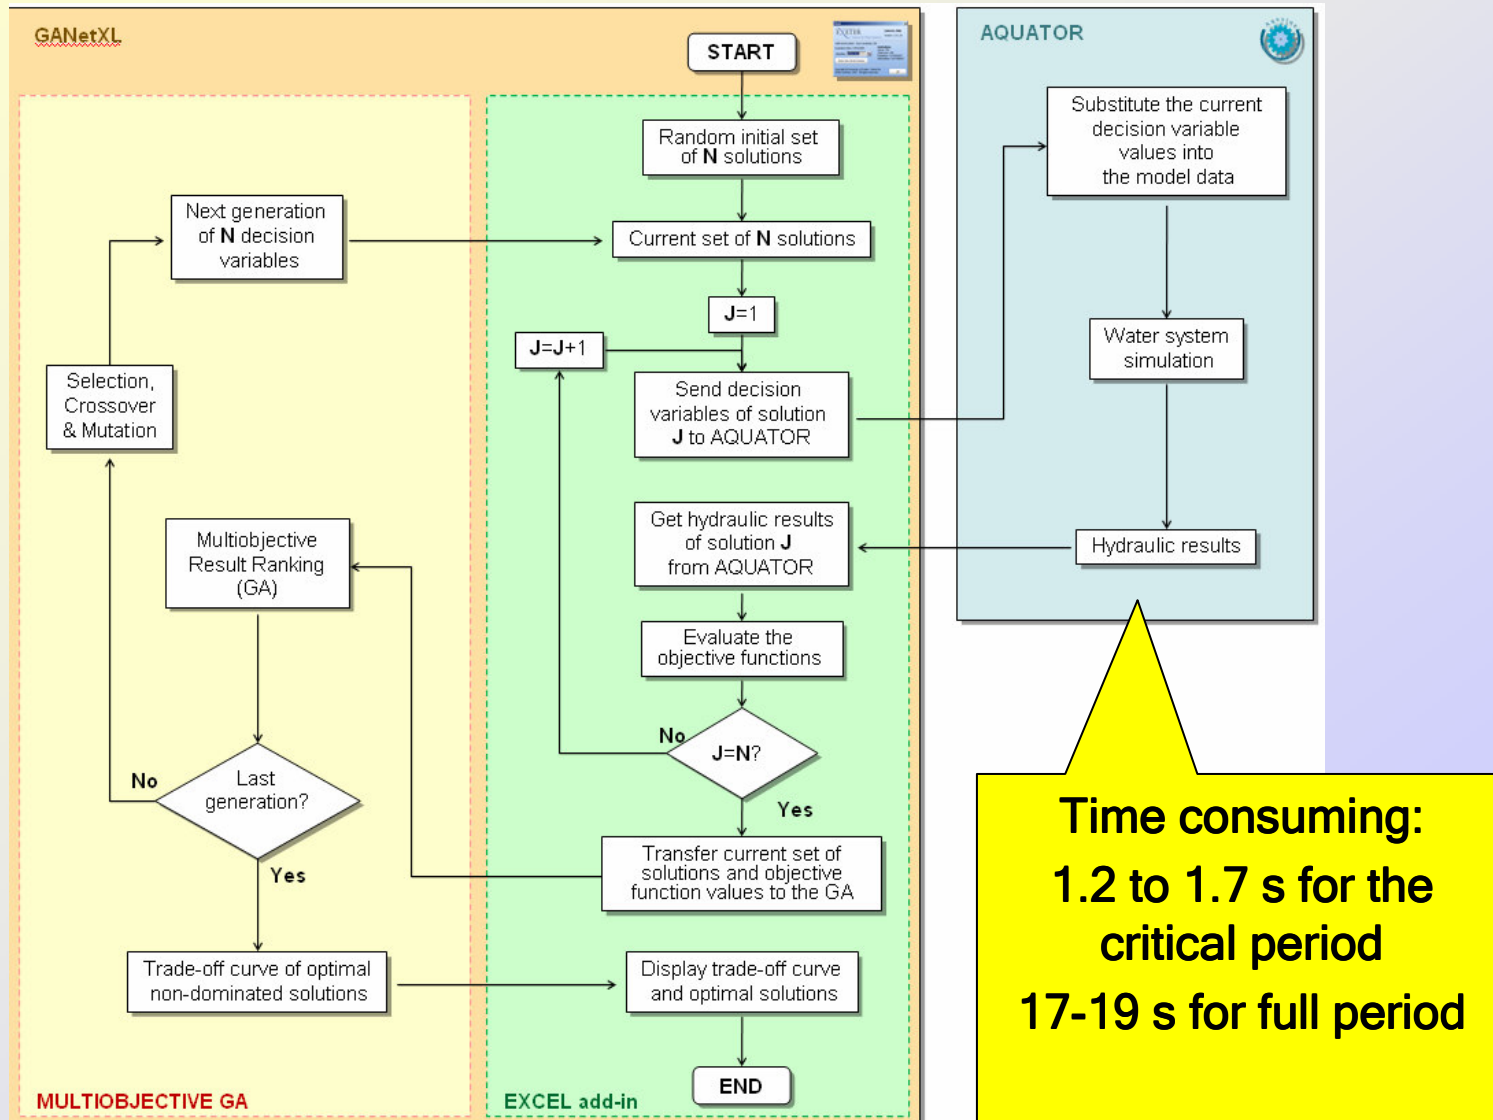 GANetXL
START
AQUATOR
Random initial set
of N solutions
Substitute the current
decision variable
values into
the model data
Next generation
of N decision
variables
Current set of N solutions
J=1
J=J+1
Water system
simulation
Selection,
Crossover
& Mutation
Send decision
variables of solution
J to AQUATOR
Multiobjective
Result Ranking
(GA)
Get hydraulic results
of solution J
from AQUATOR
Hydraulic results
Evaluate the
objective functions
No
J=N?
Yes
No
Last
generation?
Yes
Transfer current set of
solutions and objective
function values to the GA
Trade-off curve of optimal
non-dominated solutions
Display trade-off curve
and optimal solutions
END
MULTIOBJECTIVE GA
EXCEL add-in
Time consuming:
1.2 to 1.7 s for the
critical period
17-19 s for full period